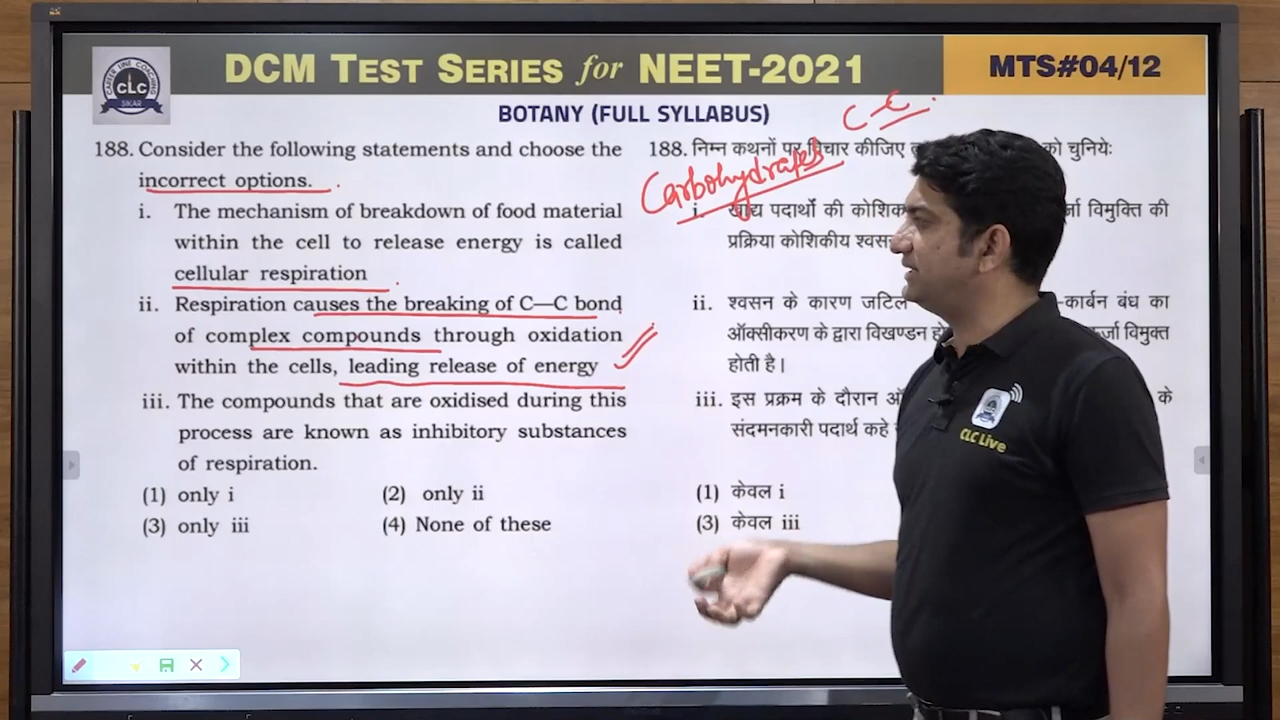 DCM TEST SERIES for NEET-2021
MTS#04/12
CAREER LINE COACHING
CLC
SIKAR
BOTANY (FULL SYLLABUS)
C-C
Carbohydrates
188. Consider the following statements and choose the
incorrect options.
i. The mechanism of breakdown of food material
within the cell to release energy is called
cellular respiration
ii. Respiration causes the breaking of C—C bond
of complex compounds through oxidation
within the cells, leading release of energy
iii. The compounds that are oxidised during this
process are known as inhibitory substances
of respiration.
(1) only i (2) only ii
(3) only iii (4) None of these
188. निम्न कथनों पर विचार कीजिए को चुनियेः
i. खाद्य पदार्थों की विमुक्ति की
प्रक्रिया कोशिकीय
ii. श्वसन के कारण -कार्बन बंध का
ऑक्सीकरण के द्वारा विखण्डन विमुक्त
होती है।
iii. इस प्रक्रम के दौरान के
संदमनकारी पदार्थ कहे
(1) केवल i
(3) केवल iii
CLC Live